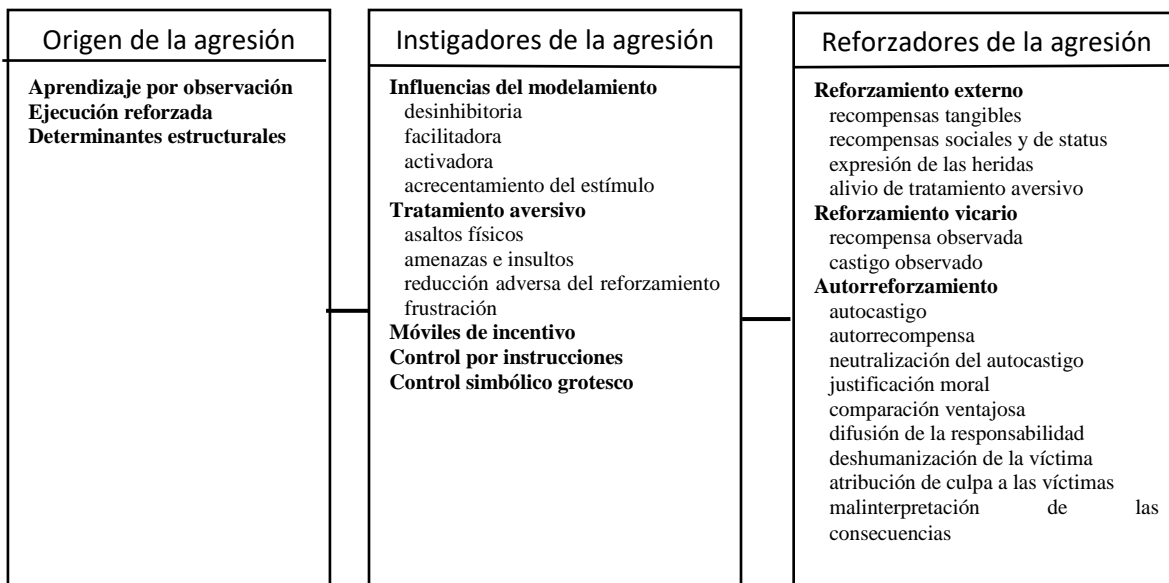 Origen de la agresión
Aprendizaje por observación
Ejecución reforzada
Determinantes estructurales
Instigadores de la agresión
Influencias del modelamiento
desinhibitoria
facilitadora
activadora
acrecentamiento del estímulo
Tratamiento aversivo
asaltos físicos
amenazas e insultos
reducción adversa del reforzamiento
frustración
Móviles de incentivo
Control por instrucciones
Control simbólico grotesco
Reforzadores de la agresión
Reforzamiento externo
recompensas tangibles
recompensas sociales y de status
expresión de las heridas
alivio de tratamiento aversivo
Reforzamiento vicario
recompensa observada
castigo observado
Autorreforzamiento
autocastigo
autorrecompensa
neutralización del autocastigo
justificación moral
comparación ventajosa
difusión de la responsabilidad
deshumanización de la víctima
atribución de culpa a las víctimas
malinterpretación de las
consecuencias